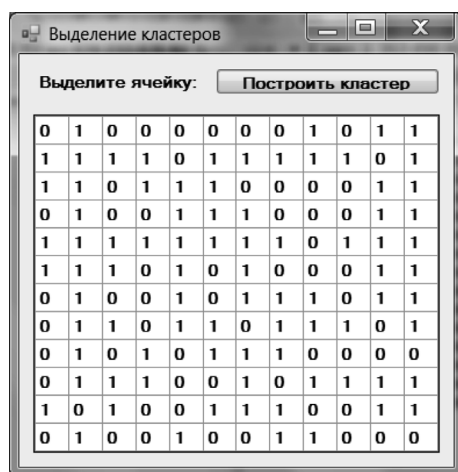 Выделение кластеров
X
Выделите ячейку:
Построить кластер
0 1 0 0 0 0 0 0 1 0 1 1
1 1 1 1 0 1 1 1 1 1 0 1
1 1 0 1 1 1 0 0 0 0 1 1
0 1 0 0 1 1 1 0 0 0 1 1
1 1 1 1 1 1 1 1 0 1 1 1
1 1 1 0 1 0 1 0 0 0 1 1
0 1 0 0 1 0 1 1 1 0 1 1
0 1 1 0 1 1 0 1 1 1 0 1
0 1 0 1 0 1 1 1 0 0 0 0
0 1 1 1 0 0 1 0 1 1 1 1
1 0 1 0 0 1 1 1 0 0 1 1
0 1 0 0 1 0 0 1 1 0 0 0